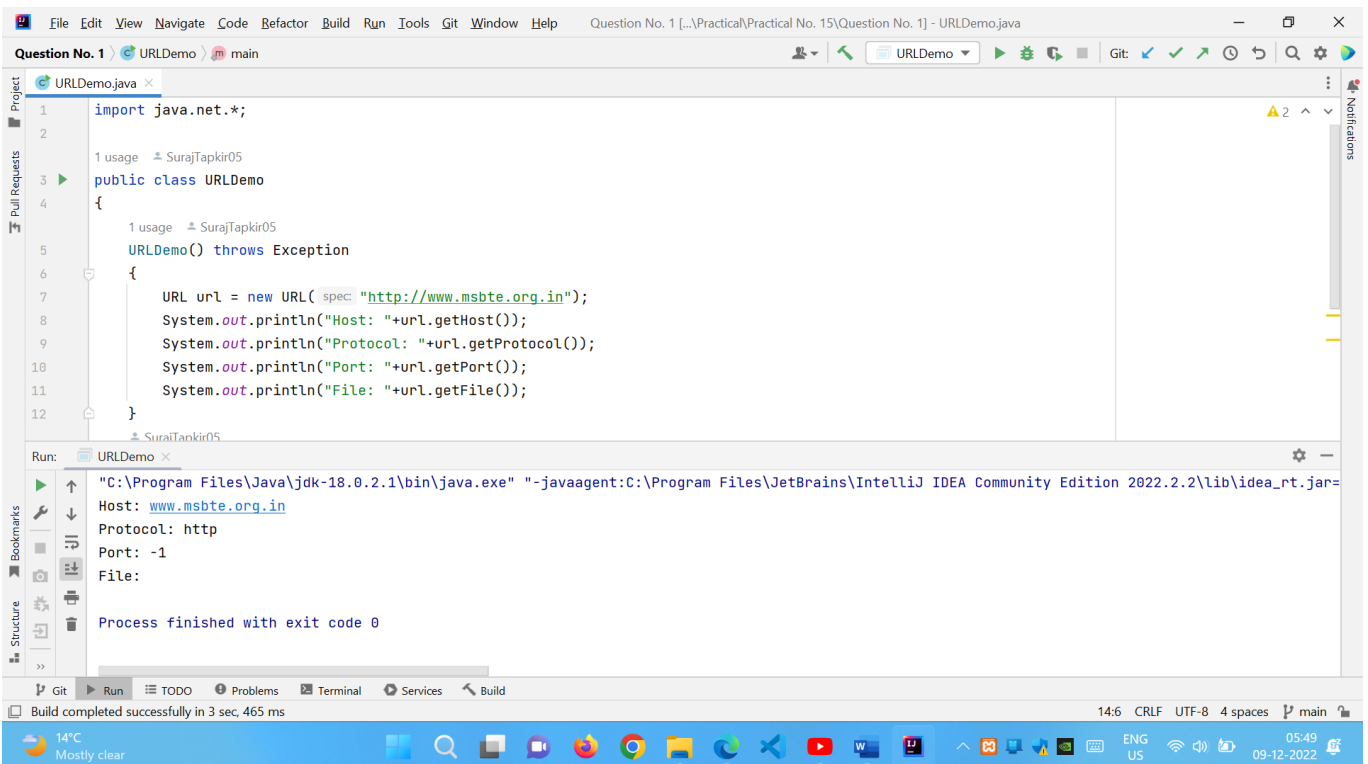 File Edit View Navigate Code Refactor Build Run Tools Git Window Help Question No. 1 [...\Practical\Practical No. 15\Question No. 1] - URLDemo.java
Question No. 1 URLDemo main URLDemo Git:
URLDemo.java
Project
Pull Requests
Bookmarks
Structure
Notifications
2
1 import java.net.*;
2
1 usage SurajTapkir05
3 public class URLDemo
4 {
1 usage SurajTapkir05
5 URLDemo() throws Exception
6 {
7 URL url = new URL( spec: "http://www.msbte.org.in");
8 System.out.println("Host: "+url.getHost());
9 System.out.println("Protocol: "+url.getProtocol());
10 System.out.println("Port: "+url.getPort());
11 System.out.println("File: "+url.getFile());
12 }
SurajTapkir05
Run: URLDemo
"C:\Program Files\Java\jdk-18.0.2.1\bin\java.exe" "-javaagent:C:\Program Files\JetBrains\IntelliJ IDEA Community Edition 2022.2.2\lib\idea_rt.jar=
Host: www.msbte.org.in
Protocol: http
Port: -1
File:
Process finished with exit code 0
Git Run TODO Problems Terminal Services Build
Build completed successfully in 3 sec, 465 ms 14:6 CRLF UTF-8 4 spaces main
14°C
Mostly clear
ENG
US
05:49
09-12-2022